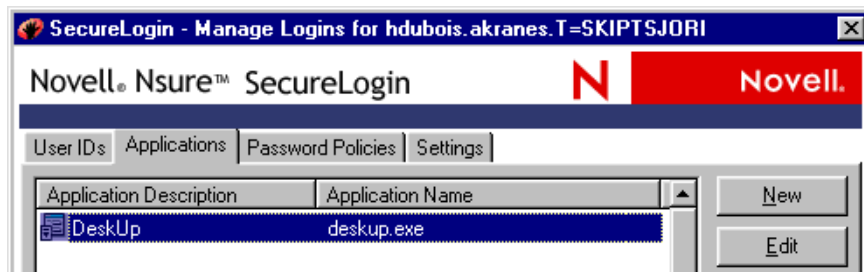 SecureLogin - Manage Logins for hdubois.akranes.T=SKIPTSJORI
Novell® Nsure™ SecureLogin N Novell.
User IDs Applications Password Policies Settings
Application Description Application Name New
DeskUp deskup.exe
Edit